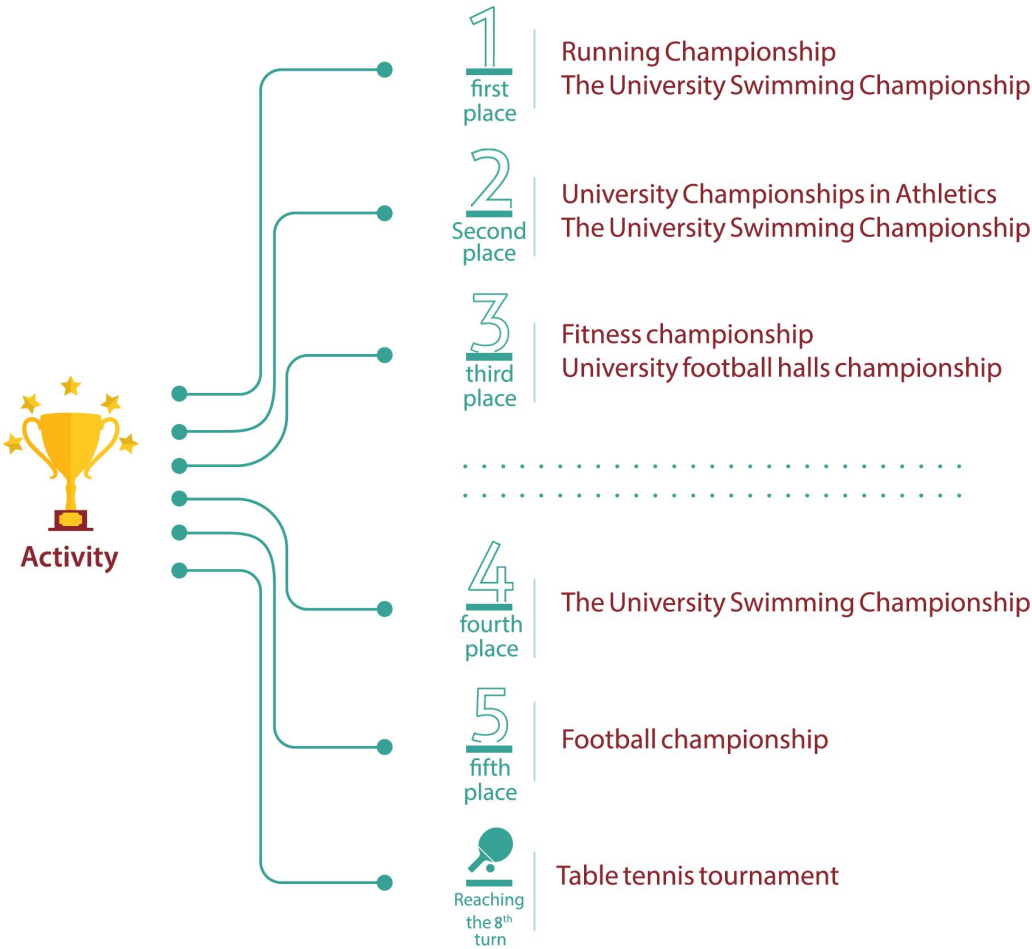 1
first
place
Running Championship
The University Swimming Championship
2
Second
place
University Championships in Athletics
The University Swimming Championship
3
third
place
Fitness championship
University football halls championship
Activity
4
fourth
place
The University Swimming Championship
5
fifth
place
Football championship
Reaching
the 8th
turn
Table tennis tournament